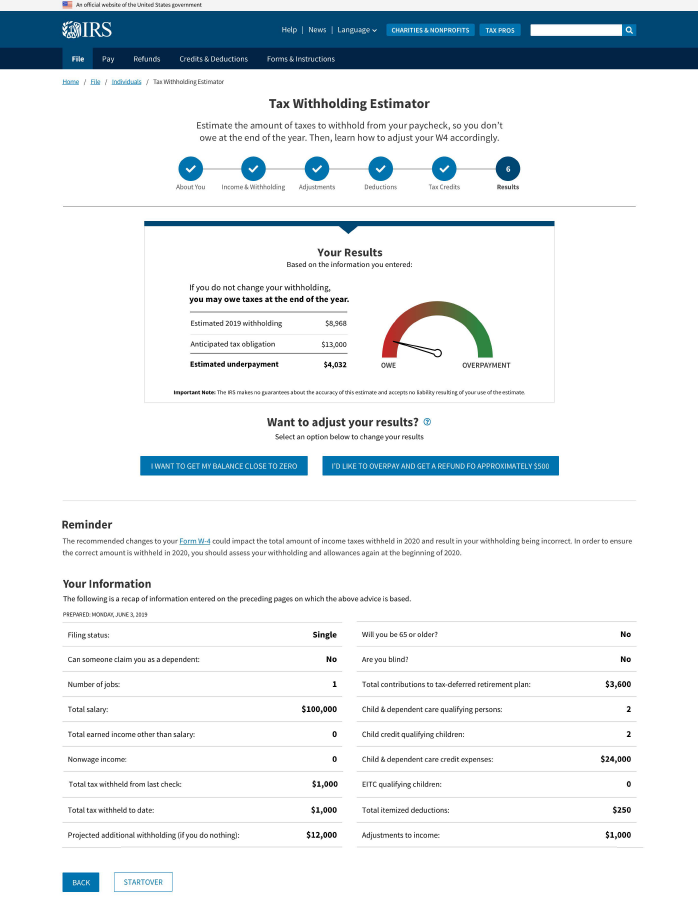 An official website of the United States government
IRS
Help | News | Language
CHARITIES & NONPROFITS
TAX PROS
File
Pay
Refunds
Credits & Deductions
Forms & Instructions
Home / File / Individuals / Tax Withholding Estimator
Tax Withholding Estimator
Estimate the amount of taxes to withhold from your paycheck, so you don't
owe at the end of the year. Then, learn how to adjust your W4 accordingly.
6
About You
Income & Withholding
Adjustments
Deductions
Tax Credits
Results
Your Results
Based on the information you entered:
If you do not change your withholding,
you may owe taxes at the end of the year.
Estimated 2019 withholding $8,968
Anticipated tax obligation $13,000
Estimated underpayment $4,032
OWE
OVERPAYMENT
Important Note: The IRS makes no guarantees about the accuracy of this estimate and accepts no liability resulting of your use of the estimate.
Want to adjust your results? ?
Select an option below to change your results
I WANT TO GET MY BALANCE CLOSE TO ZERO
I'D LIKE TO OVERPAY AND GET A REFUND FO APPROXIMATELY $500
Reminder
The recommended changes to your Form W-4 could impact the total amount of income taxes withheld in 2020 and result in your withholding being incorrect. In order to ensure
the correct amount is withheld in 2020, you should assess your withholding and allowances again at the beginning of 2020.
Your Information
The following is a recap of information entered on the preceding pages on which the above advice is based.
PREPARED: MONDAY, JUNE 3, 2019
Filing status: Single
Can someone claim you as a dependent: No
Number of jobs: 1
Total salary: $100,000
Total earned income other than salary: 0
Nonwage income: 0
Total tax withheld from last check: $1,000
Total tax withheld to date: $1,000
Projected additional withholding (if you do nothing): $12,000
Will you be 65 or older? No
Are you blind? No
Total contributions to tax-deferred retirement plan: $3,600
Child & dependent care qualifying persons: 2
Child credit qualifying children: 2
Child & dependent care credit expenses: $24,000
EITC qualifying children: 0
Total itemized deductions: $250
Adjustments to income: $1,000
BACK
STARTOVER